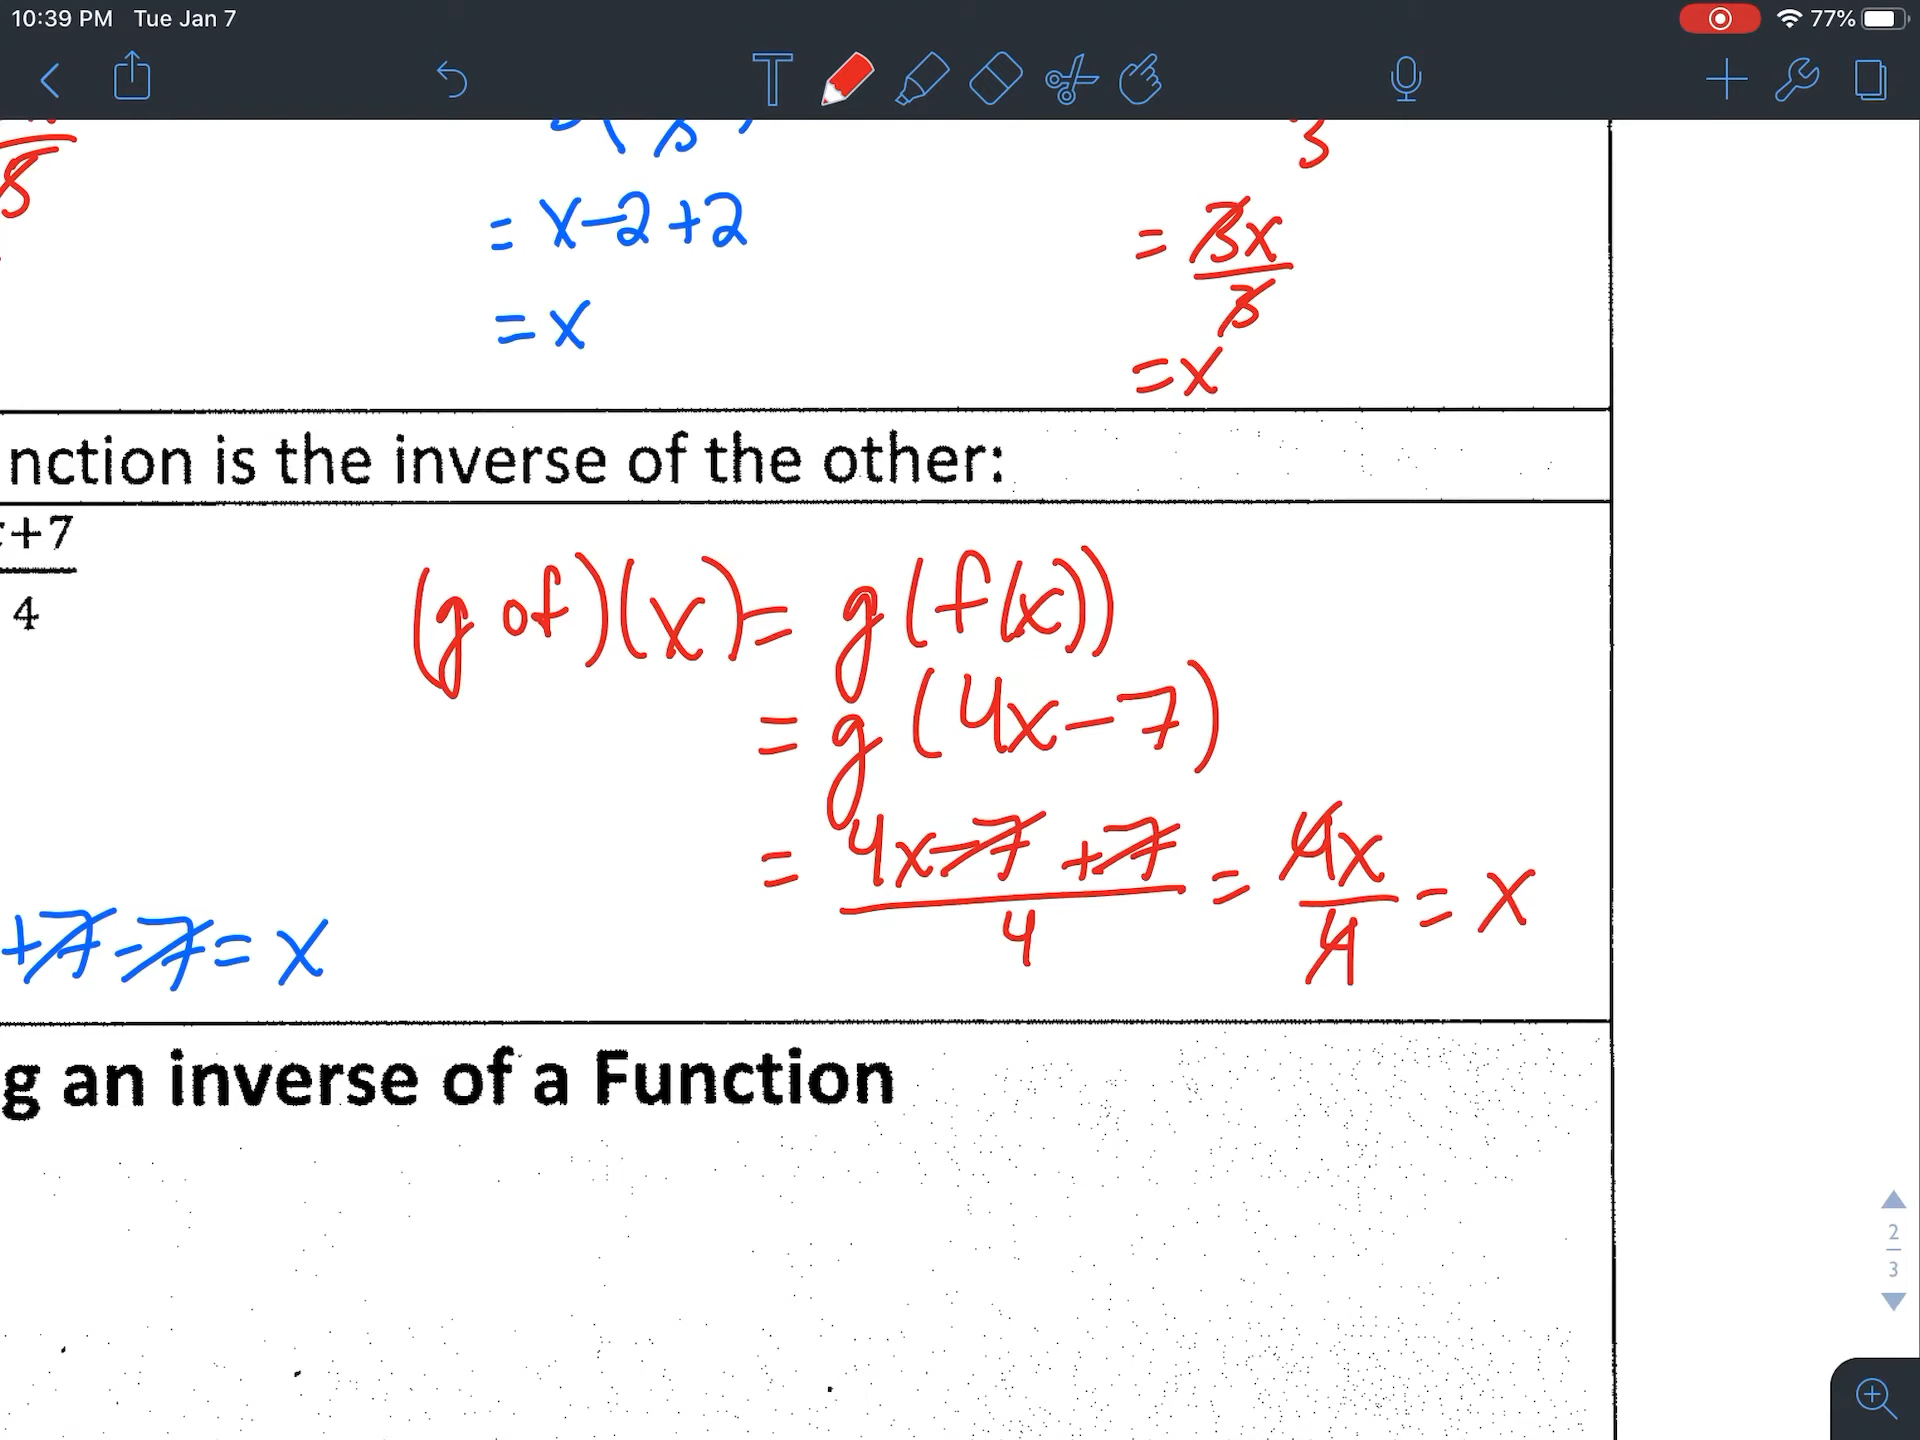 10:39 PM Tue Jan 7
77%
3
= x-2+2
= 3x
3
= x
= x
nction is the inverse of the other:
+7
4
(g of)(x) = g(f(x))
= g(4x-7)
= 4x-7 +7 = 4x = x
4 4
+7-7 = x
g an inverse of a Function
2
3